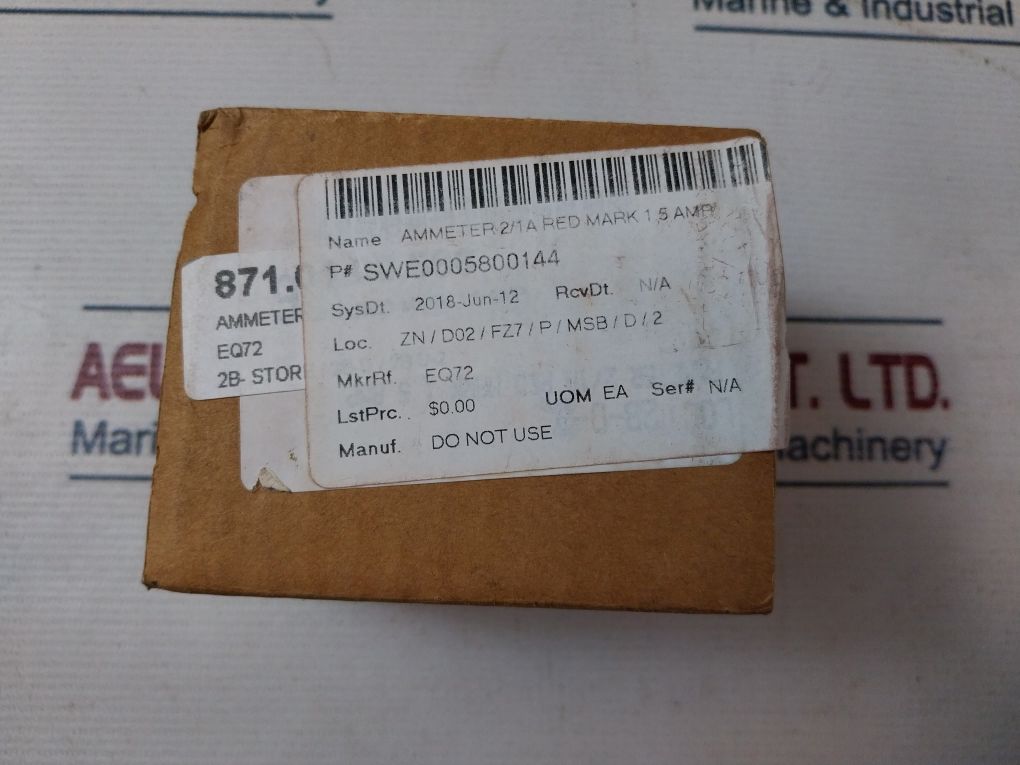 Marine & Industrial
Name AMMETER 2/1A RED MARK 1.5 AMP
P# SWE0005800144
SysDt. 2018-Jun-12 RcvDt. N/A
Loc. ZN / D02 / FZ7 / P / MSB / D / 2
MkrRf. EQ72
LstPrc.. $0.00 UOM EA Ser# N/A
Manuf. DO NOT USE
871.
AMMETER
EQ72
2B- STOR
T. LTD.
Mari
achinery